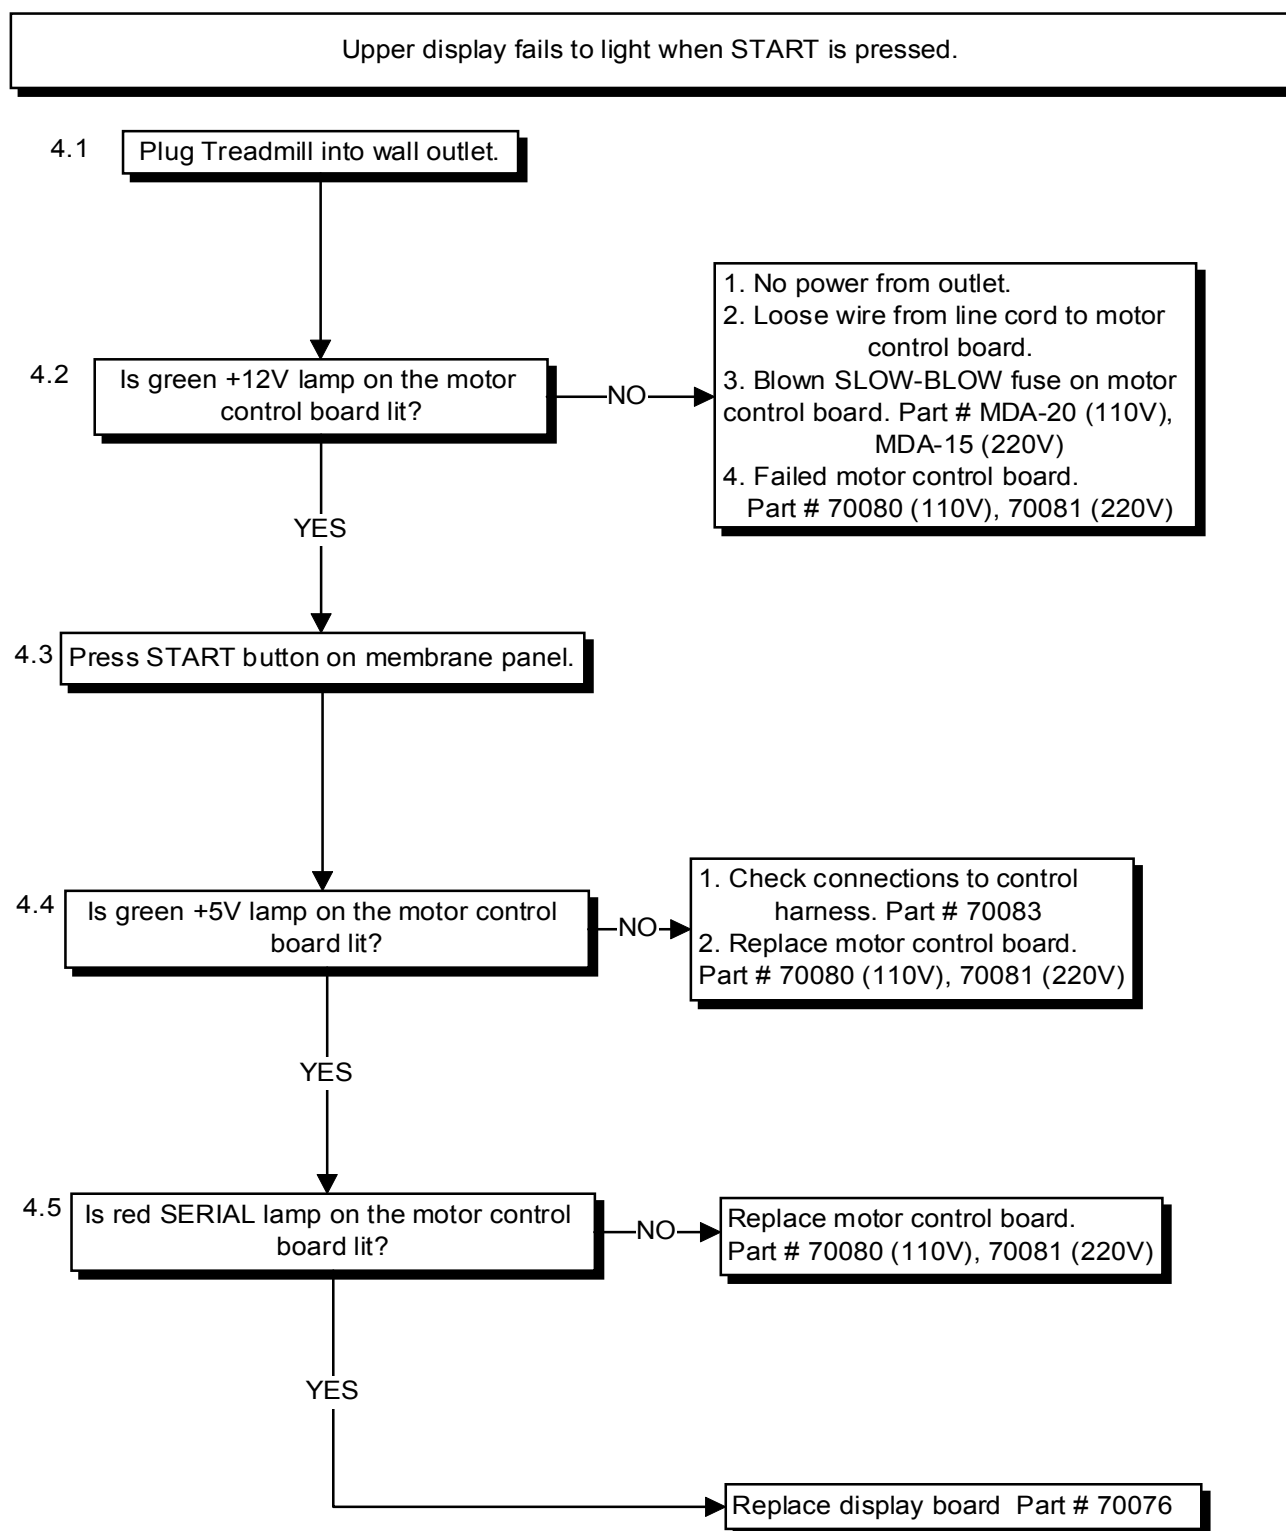 Upper display fails to light when START is pressed.
4.1
Plug Treadmill into wall outlet.
4.2
Is green +12V lamp on the motor
control board lit?
NO
1. No power from outlet.
2. Loose wire from line cord to motor
control board.
3. Blown SLOW-BLOW fuse on motor
control board. Part # MDA-20 (110V),
MDA-15 (220V)
4. Failed motor control board.
Part # 70080 (110V), 70081 (220V)
YES
4.3
Press START button on membrane panel.
4.4
Is green +5V lamp on the motor control
board lit?
NO
1. Check connections to control
harness. Part # 70083
2. Replace motor control board.
Part # 70080 (110V), 70081 (220V)
YES
4.5
Is red SERIAL lamp on the motor control
board lit?
NO
Replace motor control board.
Part # 70080 (110V), 70081 (220V)
YES
Replace display board  Part # 70076